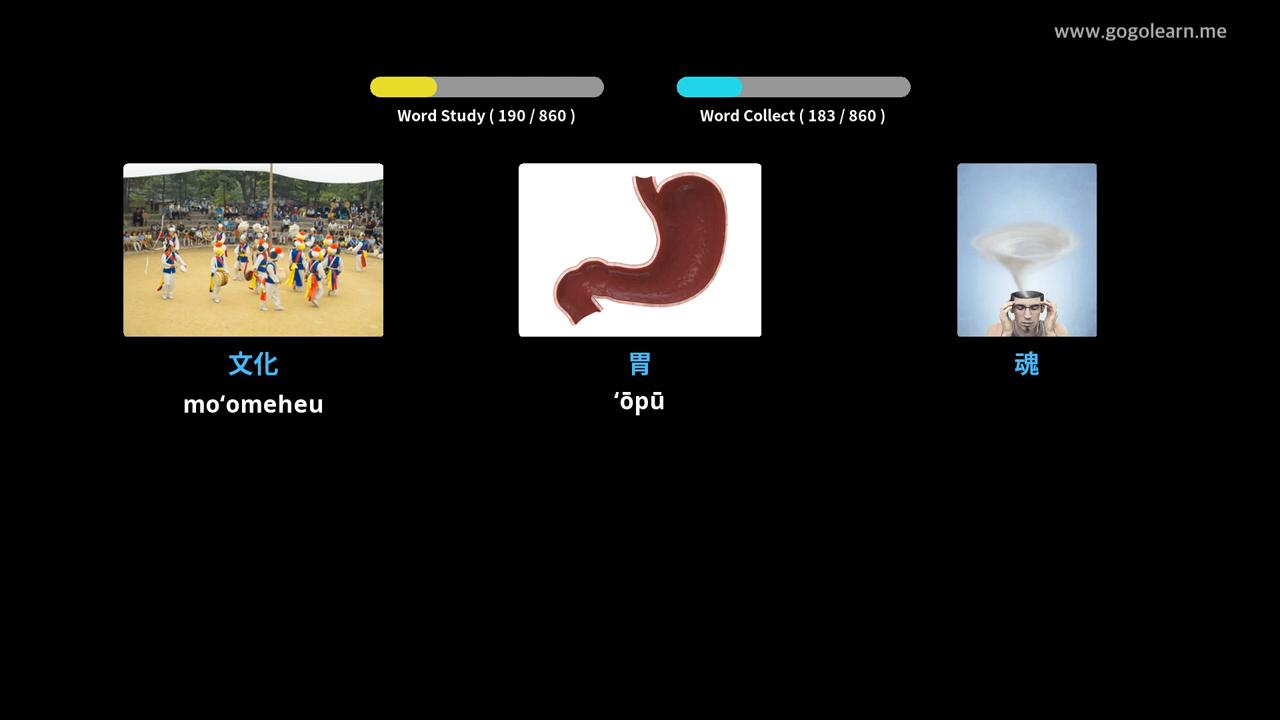 www.gogolearn.me
Word Study ( 190 / 860 )
Word Collect ( 183 / 860 )
文化
moʻomeheu
胃
ʻōpū
魂